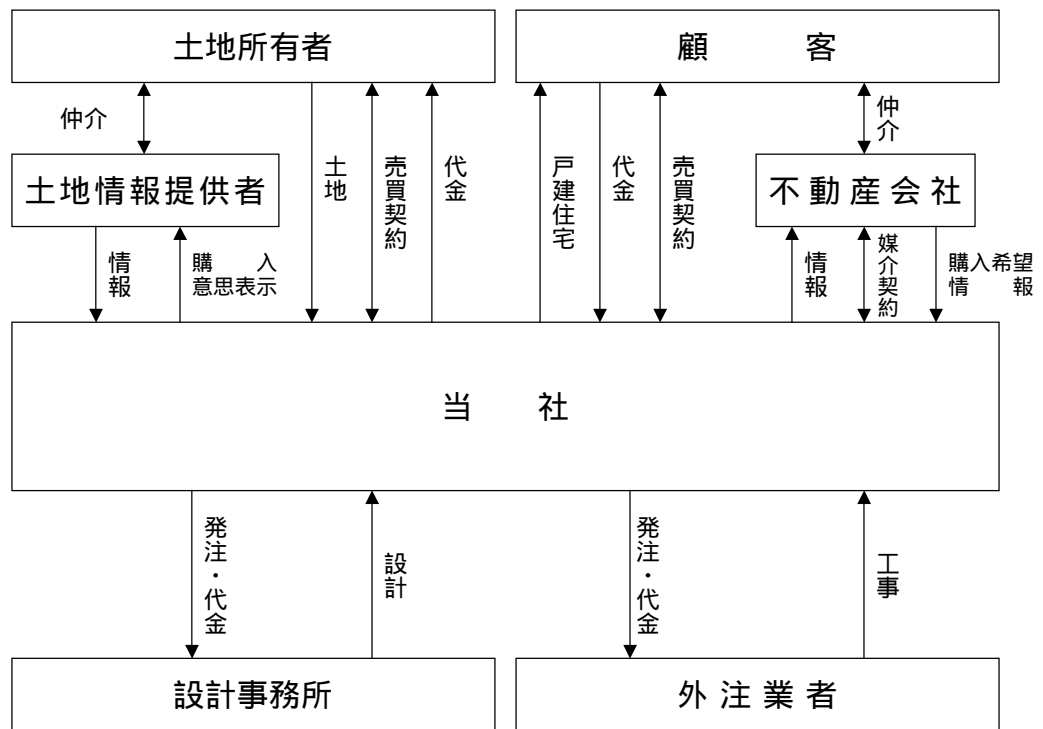 土地所有者
顧客
仲介
土地
売買契約
代金
戸建住宅
代金
売買契約
仲介
土地情報提供者
不動産会社
情報
購入
意思表示
情報
媒介契約
購入希望
情報
当社
発注・代金
設計
発注・代金
工事
設計事務所
外注業者